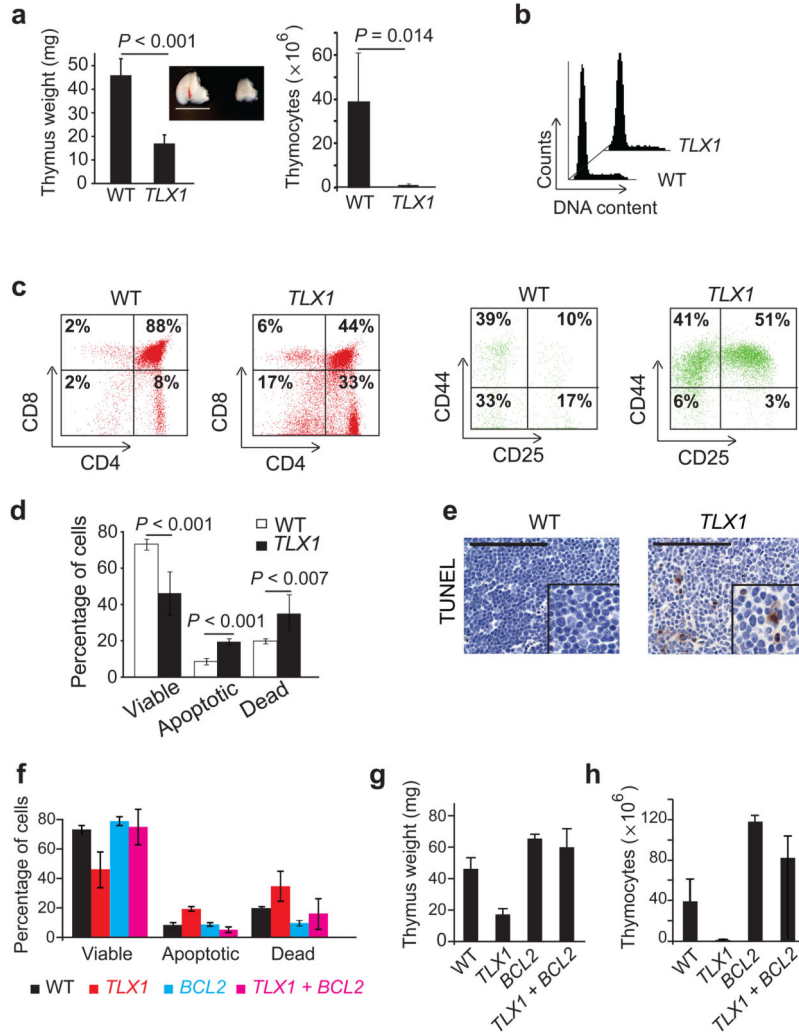 a
P < 0.001
Thymus weight (mg)
50
40
30
20
10
0
WT TLX1
P = 0.014
Thymocytes (×10⁶)
60
40
20
0
WT TLX1
b
Counts
TLX1
WT
DNA content
c
WT
2% 88%
2% 8%
CD8
CD4
TLX1
6% 44%
17% 33%
CD8
CD4
WT
39% 10%
33% 17%
CD44
CD25
TLX1
41% 51%
6% 3%
CD44
CD25
d
Percentage of cells
80
60
40
20
0
P < 0.001
WT
TLX1
P < 0.001
P < 0.007
Viable Apoptotic Dead
e
WT TLX1
TUNEL
f
Percentage of cells
80
60
40
20
0
Viable Apoptotic Dead
WT TLX1 BCL2 TLX1 + BCL2
g
Thymus weight (mg)
80
60
40
20
0
WT TLX1 BCL2 TLX1 + BCL2
h
Thymocytes (×10⁶)
120
80
40
0
WT TLX1 BCL2 TLX1 + BCL2